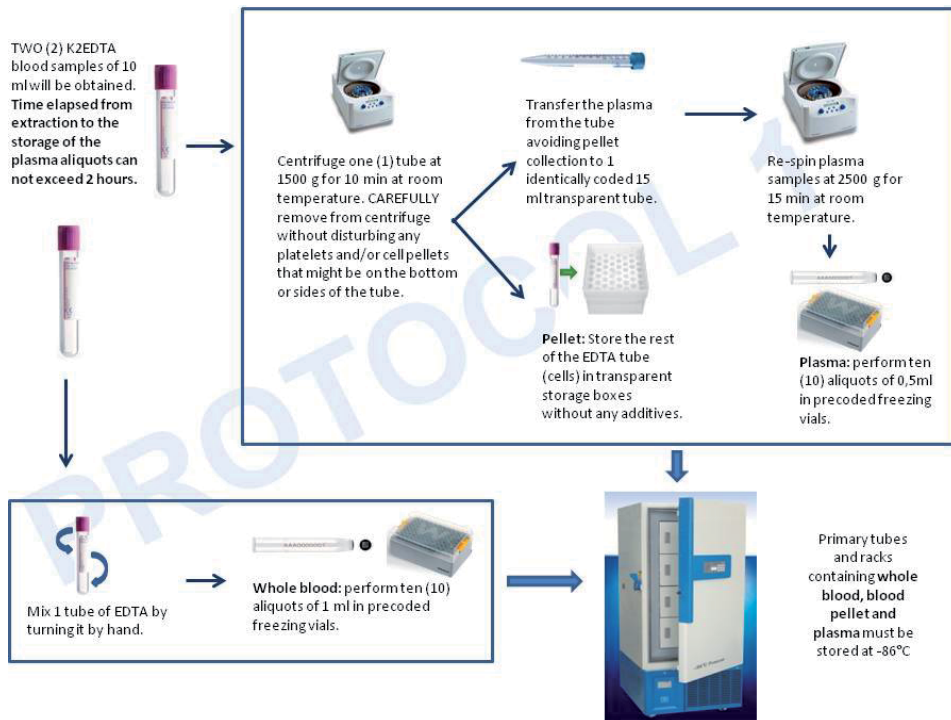 TWO (2) K2EDTA
blood samples of 10
ml will be obtained.
Time elapsed from
extraction to the
storage of the
plasma aliquots can
not exceed 2 hours.
Centrifuge one (1) tube at
1500 g for 10 min at room
temperature. CAREFULLY
remove from centrifuge
without disturbing any
platelets and/or cell pellets
that might be on the bottom
or sides of the tube.
Transfer the plasma
from the tube
avoiding pellet
collection to 1
identically coded 15
ml transparent tube.
Re-spin plasma
samples at 2500 g for
15 min at room
temperature.
Pellet: Store the rest
of the EDTA tube
(cells) in transparent
storage boxes
without any additives.
Plasma: perform ten
(10) aliquots of 0,5ml
in precoded freezing
vials.
Mix 1 tube of EDTA by
turning it by hand.
Whole blood: perform ten (10)
aliquots of 1 ml in precoded
freezing vials.
Primary tubes
and racks
containing whole
blood, blood
pellet and
plasma must be
stored at -86°C
PROTOCOL 1